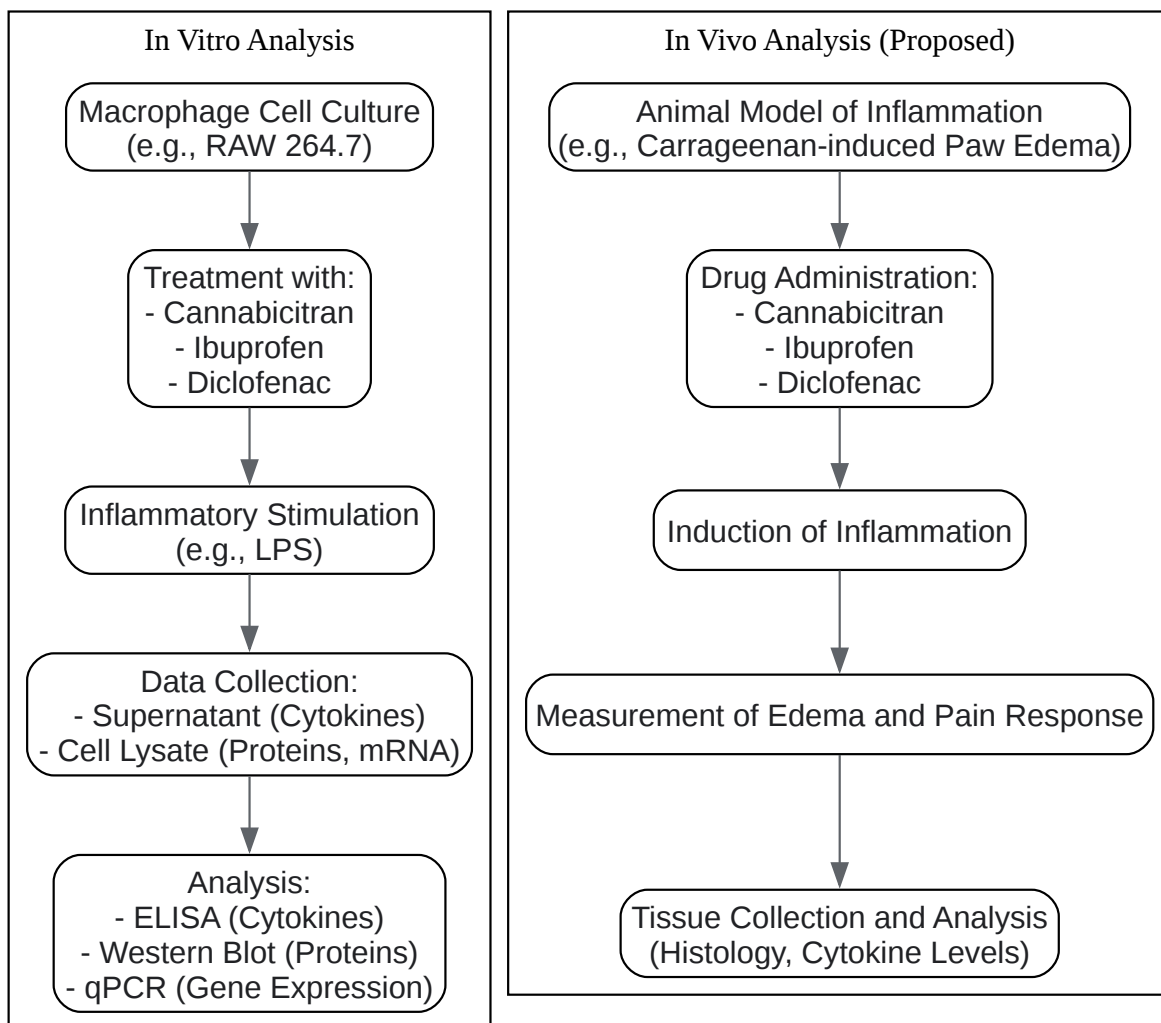 In Vitro Analysis
Macrophage Cell Culture
(e.g., RAW 264.7)
Treatment with:
- Cannabicitran
- Ibuprofen
- Diclofenac
Inflammatory Stimulation
(e.g., LPS)
Data Collection:
- Supernatant (Cytokines)
- Cell Lysate (Proteins, mRNA)
Analysis:
- ELISA (Cytokines)
- Western Blot (Proteins)
- qPCR (Gene Expression)
In Vivo Analysis (Proposed)
Animal Model of Inflammation
(e.g., Carrageenan-induced Paw Edema)
Drug Administration:
- Cannabicitran
- Ibuprofen
- Diclofenac
Induction of Inflammation
Measurement of Edema and Pain Response
Tissue Collection and Analysis
(Histology, Cytokine Levels)